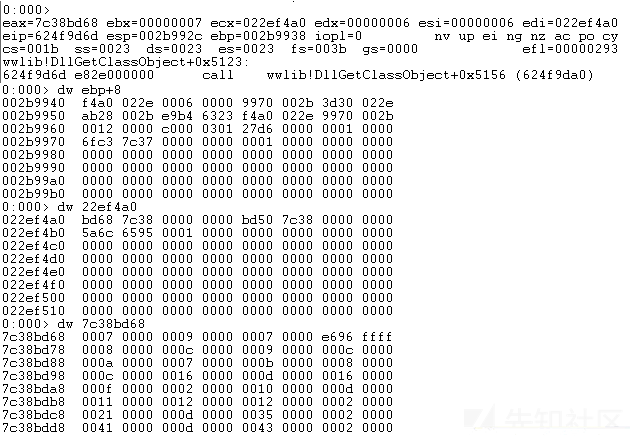 0:000>
eax=7c38bd68 ebx=00000007 ecx=022ef4a0 edx=00000006 esi=00000006 edi=022ef4a0
eip=624f9d6d esp=002b992c ebp=002b9938 iopl=0         nv up ei ng nz ac po cy
cs=001b  ss=0023  ds=0023  es=0023  fs=003b  gs=0000             efl=00000293
wwlib!DllGetClassObject+0x5123:
624f9d6d e82e000000      call    wwlib!DllGetClassObject+0x5156 (624f9da0)
0:000> dw ebp+8
002b9940  f4a0 022e 0006 0000 9970 002b 3d30 022e
002b9950  ab28 002b e9b4 6323 f4a0 022e 9970 002b
002b9960  0012 0000 c000 0301 27d6 0000 0001 0000
002b9970  6fc3 7c37 0000 0000 0001 0000 0000 0000
002b9980  0000 0000 0000 0000 0000 0000 0000 0000
002b9990  0000 0000 0000 0000 0000 0000 0000 0000
002b99a0  0000 0000 0000 0000 0000 0000 0000 0000
002b99b0  0000 0000 0000 0000 0000 0000 0000 0000
0:000> dw 22ef4a0
022ef4a0  bd68 7c38 0000 0000 bd50 7c38 0000 0000
022ef4b0  5a6c 6595 0001 0000 0000 0000 0000 0000
022ef4c0  0000 0000 0000 0000 0000 0000 0000 0000
022ef4d0  0000 0000 0000 0000 0000 0000 0000 0000
022ef4e0  0000 0000 0000 0000 0000 0000 0000 0000
022ef4f0  0000 0000 0000 0000 0000 0000 0000 0000
022ef500  0000 0000 0000 0000 0000 0000 0000 0000
022ef510  0000 0000 0000 0000 0000 0000 0000 0000
0:000> dw 7c38bd68
7c38bd68  0007 0000 0009 0000 0007 0000 e696 ffff
7c38bd78  0008 0000 000c 0000 0009 0000 000c 0000
7c38bd88  000a 0000 0007 0000 000b 0000 0008 0000
7c38bd98  000c 0000 0016 0000 000d 0000 0016 0000
7c38bda8  000f 0000 0002 0000 0010 0000 000d 0000
7c38bdb8  0011 0000 0012 0000 0012 0000 0002 0000
7c38bdc8  0021 0000 000d 0000 0035 0000 0002 0000
7c38bdd8  0041 0000 000d 0000 0043 0000 0002 0000
先知社区